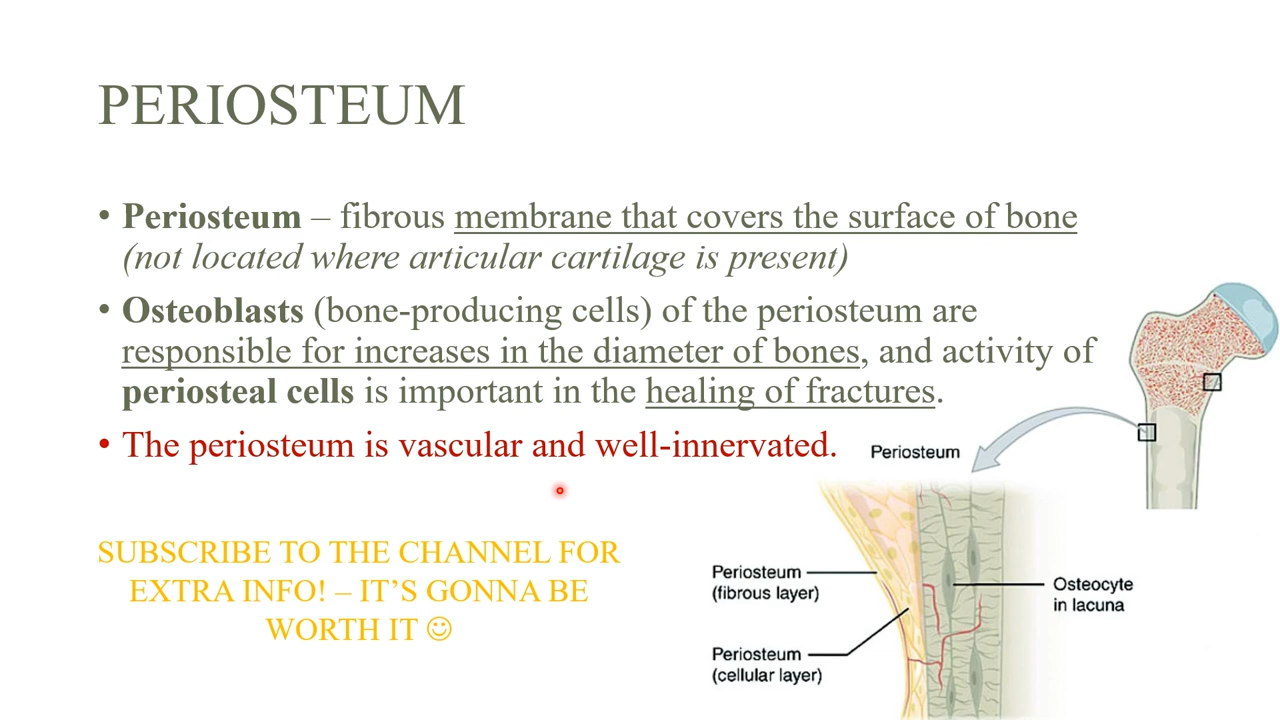 PERIOSTEUM
• Periosteum – fibrous membrane that covers the surface of bone
(not located where articular cartilage is present)
• Osteoblasts (bone-producing cells) of the periosteum are
responsible for increases in the diameter of bones, and activity of
periosteal cells is important in the healing of fractures.
• The periosteum is vascular and well-innervated.
Periosteum
SUBSCRIBE TO THE CHANNEL FOR
EXTRA INFO! – IT’S GONNA BE
WORTH IT ☺
Periosteum
(fibrous layer)
Osteocyte
in lacuna
Periosteum
(cellular layer)